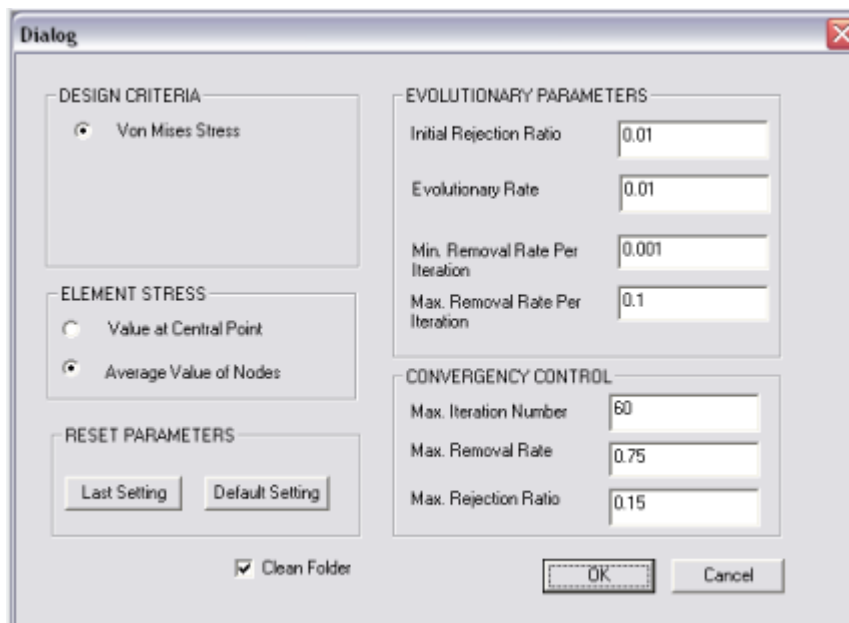 Dialog
DESIGN CRITERIA
Von Mises Stress
ELEMENT STRESS
Value at Central Point
Average Value of Nodes
RESET PARAMETERS
Last Setting
Default Setting
Clean Folder
EVOLUTIONARY PARAMETERS
Initial Rejection Ratio 0.01
Evolutionary Rate 0.01
Min. Removal Rate Per 0.001
Iteration
Max. Removal Rate Per 0.1
Iteration
CONVERGENCY CONTROL
Max. Iteration Number 60
Max. Removal Rate 0.75
Max. Rejection Ratio 0.15
OK
Cancel